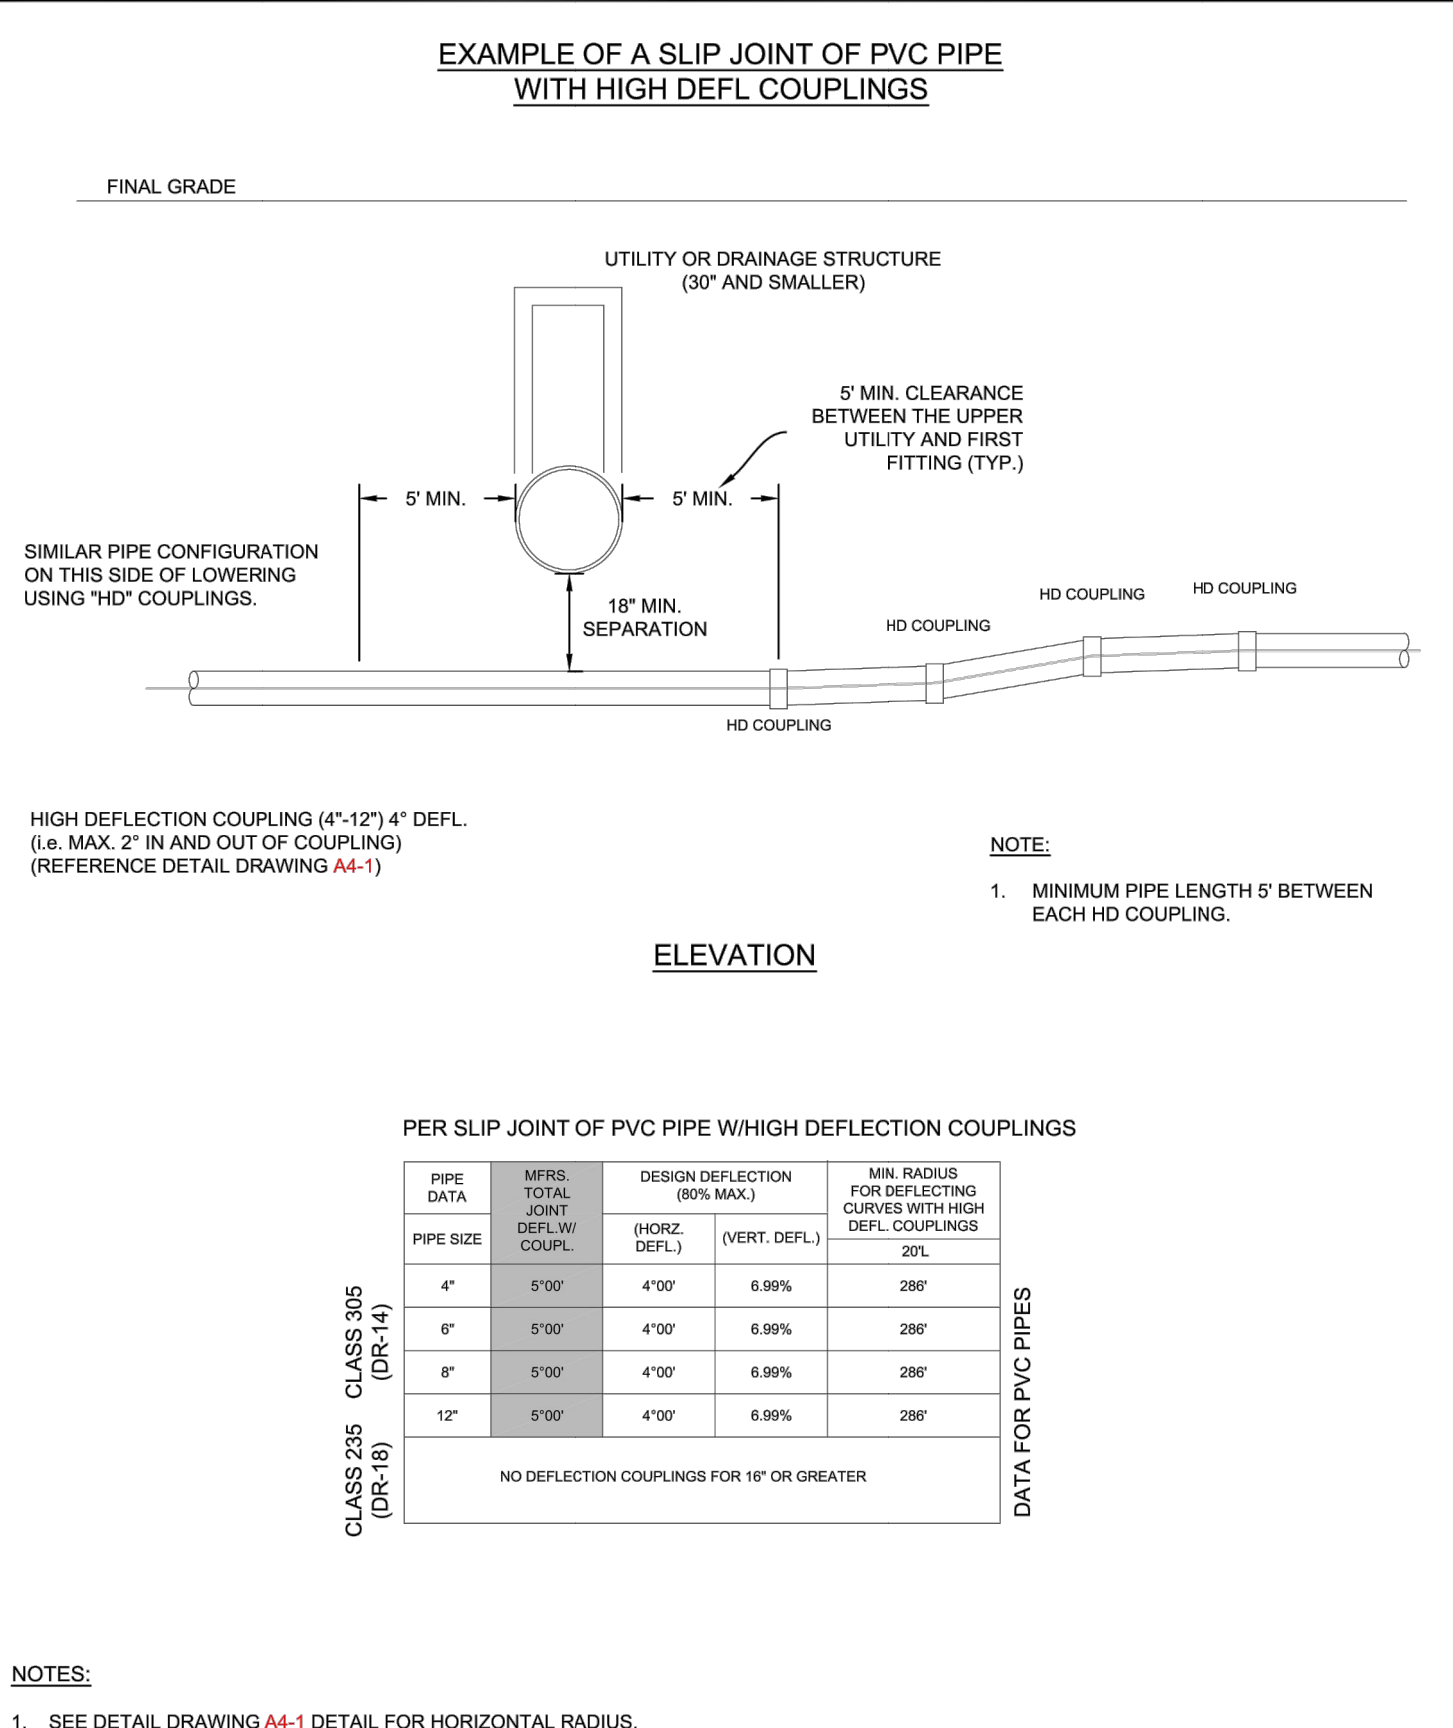 EXAMPLE OF A SLIP JOINT OF PVC PIPE
WITH HIGH DEFL COUPLINGS
FINAL GRADE
UTILITY OR DRAINAGE STRUCTURE
(30" AND SMALLER)
5' MIN. CLEARANCE
BETWEEN THE UPPER
UTILITY AND FIRST
FITTING (TYP.)
5' MIN.
5' MIN.
SIMILAR PIPE CONFIGURATION
ON THIS SIDE OF LOWERING
USING "HD" COUPLINGS.
18" MIN.
SEPARATION
HD COUPLING
HD COUPLING
HD COUPLING
HD COUPLING
HIGH DEFLECTION COUPLING (4"-12") 4° DEFL.
(i.e. MAX. 2° IN AND OUT OF COUPLING)
(REFERENCE DETAIL DRAWING A4-1)
NOTE:
1. MINIMUM PIPE LENGTH 5' BETWEEN
EACH HD COUPLING.
ELEVATION
PER SLIP JOINT OF PVC PIPE W/HIGH DEFLECTION COUPLINGS
PIPE
DATA
PIPE SIZE
MFRS.
TOTAL
JOINT
DEFL.W/
COUPL.
DESIGN DEFLECTION
(80% MAX.)
(HORZ.
DEFL.)
(VERT. DEFL.)
MIN. RADIUS
FOR DEFLECTING
CURVES WITH HIGH
DEFL. COUPLINGS
20'L
4" 5°00' 4°00' 6.99% 286'
6" 5°00' 4°00' 6.99% 286'
8" 5°00' 4°00' 6.99% 286'
12" 5°00' 4°00' 6.99% 286'
NO DEFLECTION COUPLINGS FOR 16" OR GREATER
CLASS 305
(DR-14)
CLASS 235
(DR-18)
DATA FOR PVC PIPES
NOTES:
1. SEE DETAIL DRAWING A4-1 DETAIL FOR HORIZONTAL RADIUS.